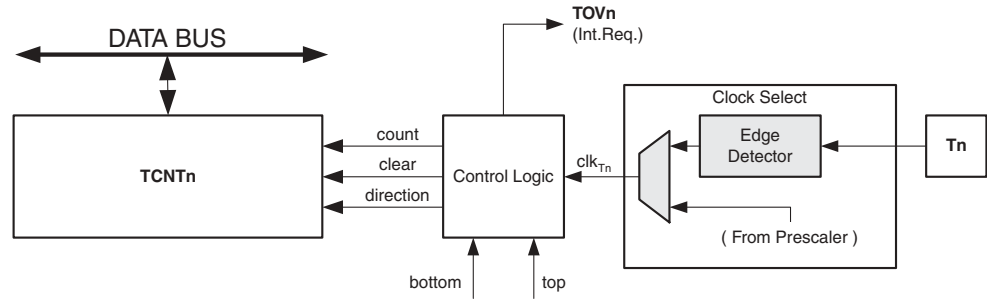 TOVn
(Int.Req.)
DATA BUS
Clock Select
count
Edge
Detector
Tn
TCNTn
clear
Control Logic
clkTn
direction
( From Prescaler )
bottom
top